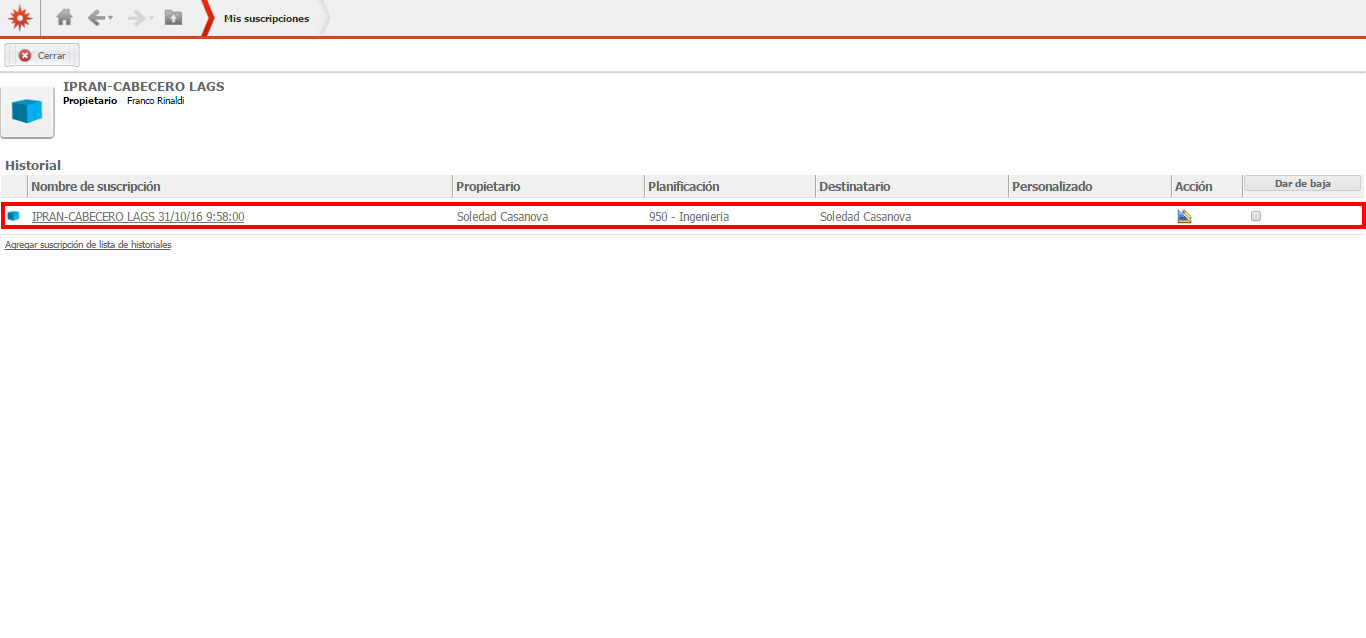 Mis suscripciones
Cerrar
IPRAN-CABECERO LAGS
Propietario Franco Rinaldi
Historial
Nombre de suscripción Propietario Planificación Destinatario Personalizado Acción Dar de baja
IPRAN-CABECERO LAGS 31/10/16 9:58:00 Soledad Casanova 950 - Ingenieria Soledad Casanova
Agregar suscripción de lista de historiales